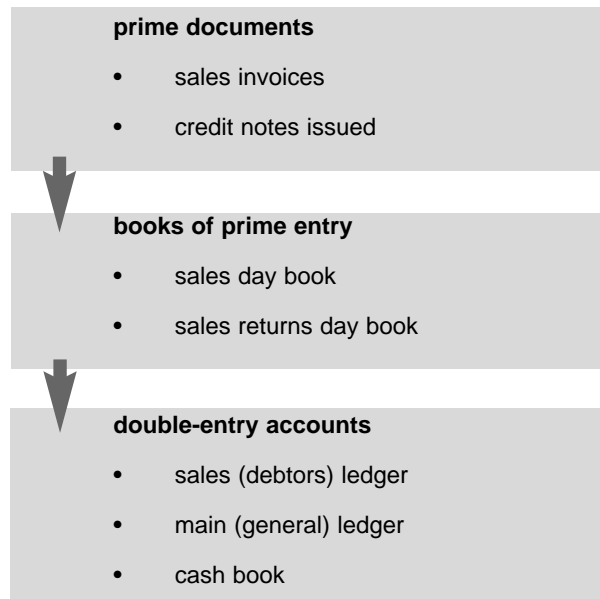 prime documents
• sales invoices
• credit notes issued
books of prime entry
• sales day book
• sales returns day book
double-entry accounts
• sales (debtors) ledger
• main (general) ledger
• cash book